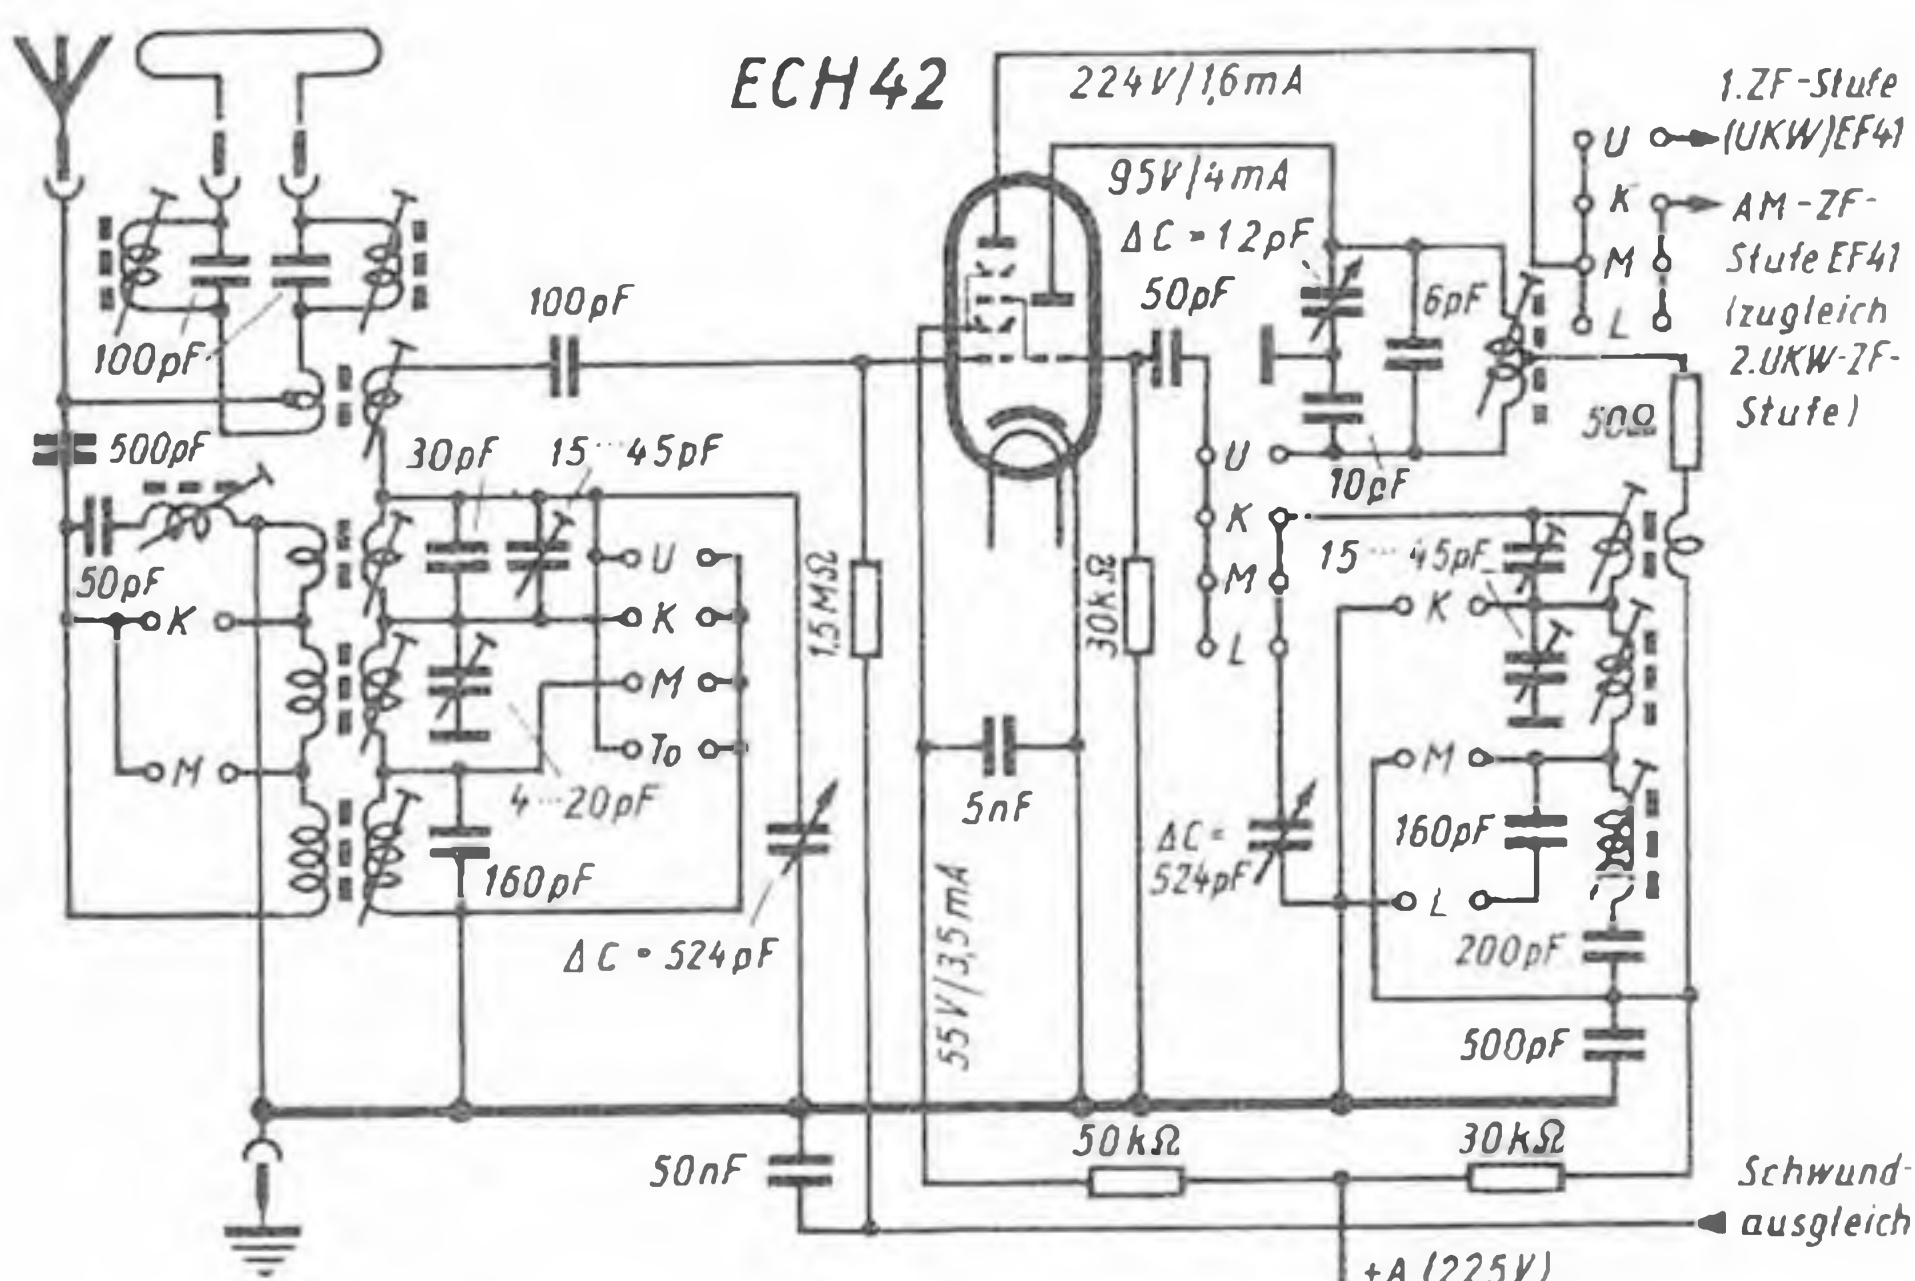 ECH42
224V/1,6mA
1.ZF-Stufe
U
(UKW)EF41
95V/4mA
K
AM-ZF-
ΔC = 12pF
M
Stufe EF41
50pF
6pF
100pF
L
(zugleich
100pF
2.UKW-ZF-
Stufe)
500pF
30pF
15···45pF
U
10pF
K
15···45pF
50pF
U
M
K
K
K
1,5MΩ
30kΩ
L
M
M
To
M
4···20pF
5nF
160pF
ΔC=
524pF
160pF
L
ΔC = 524pF
200pF
55V/3,5mA
500pF
50kΩ
30kΩ
50nF
Schwund-
ausgleich
+A (225V)